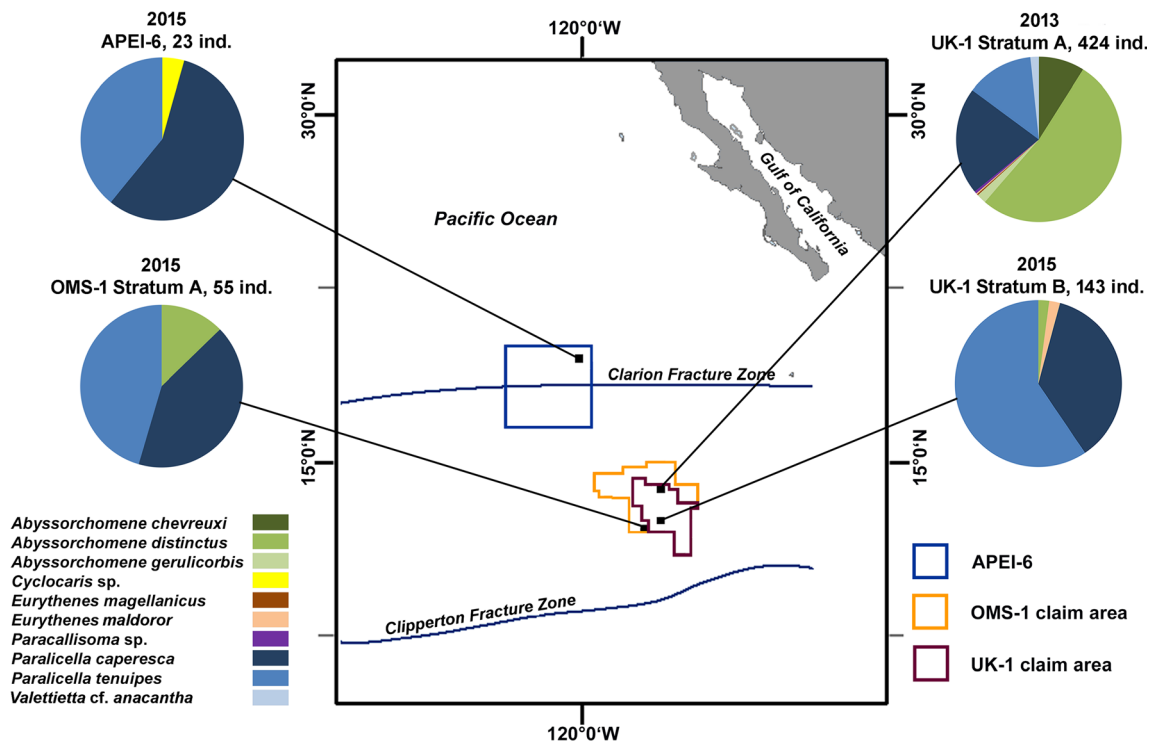 2015
APEI-6, 23 ind.
120°0‘W
2013
UK-1 Stratum A, 424 ind.
30°0‘N
30°0‘N
Gulf of California
Pacific Ocean
2015
OMS-1 Stratum A, 55 ind.
2015
UK-1 Stratum B, 143 ind.
Clarion Fracture Zone
15°0‘N
15°0‘N
Abyssorchomene chevreuxi
Abyssorchomene distinctus
Abyssorchomene gerulicorbis
Cyclocaris sp.
Eurythenes magellanicus
Eurythenes maldoror
Paracallisoma sp.
Paralicella caperesca
Paralicella tenuipes
Valettietta cf. anacantha
Clipperton Fracture Zone
APEI-6
OMS-1 claim area
UK-1 claim area
120°0‘W